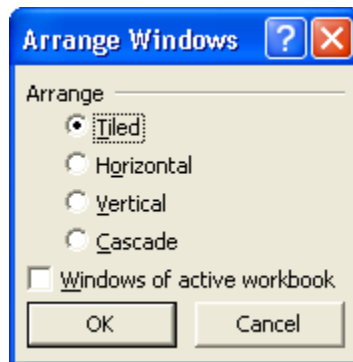 Arrange Windows ?
Arrange
Tiled
Horizontal
Vertical
Cascade
Windows of active workbook
OK Cancel